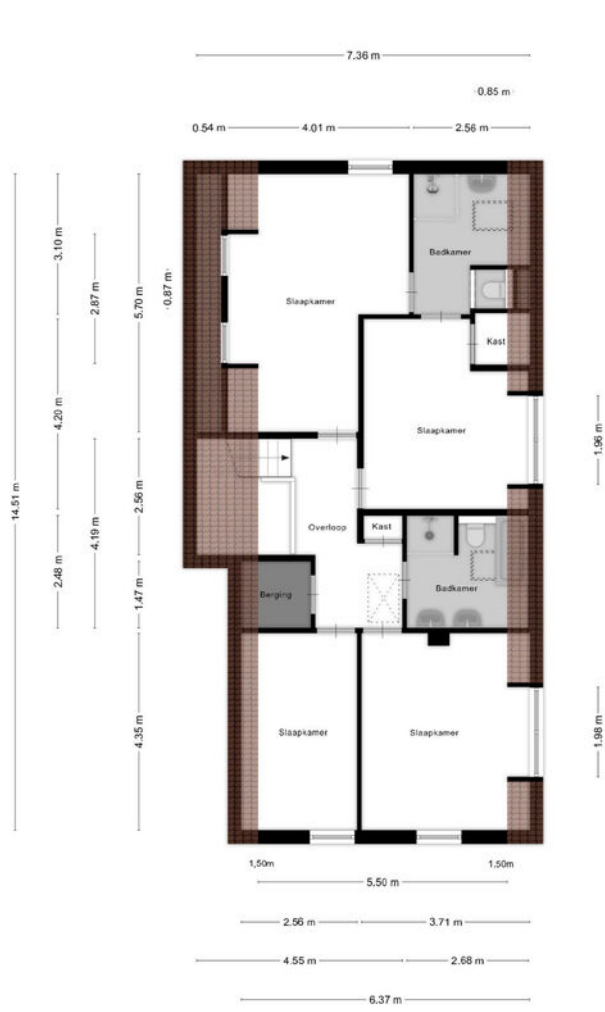 7.36 m
0.85 m
0.54 m
4.01 m
2.56 m
3.10 m
2.87 m
5.70 m
0.87 m
Badkamer
Slaapkamer
Kast
4.20 m
Slaapkamer
1.96 m
14.51 m
4.19 m
2.56 m
Overloop
Kast
2.48 m
1.47 m
Berging
Badkamer
4.35 m
Slaapkamer
Slaapkamer
1.98 m
1,50m
1.50m
5.50 m
2.56 m
3.71 m
4.55 m
2.68 m
6.37 m